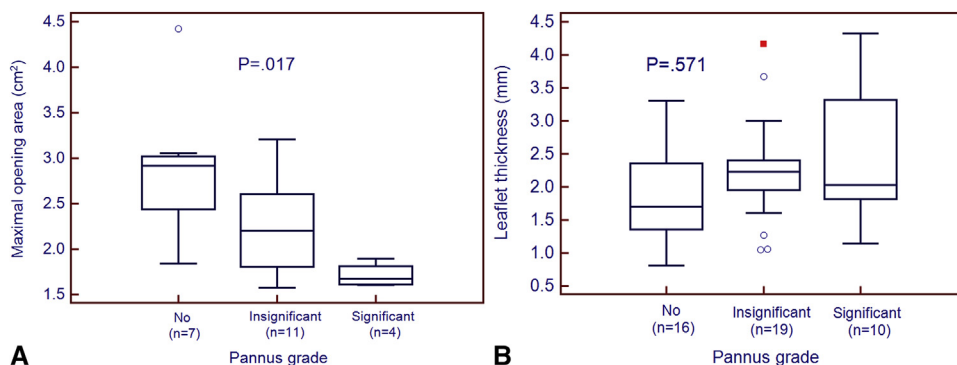 4.5
4.0
3.5
3.0
2.5
2.0
1.5
Maximal opening area (cm²)
P=.017
No
(n=7)
Insignificant
(n=11)
Significant
(n=4)
Pannus grade
A
4.5
4.0
3.5
3.0
2.5
2.0
1.5
1.0
0.5
Leaflet thickness (mm)
P=.571
No
(n=16)
Insignificant
(n=19)
Significant
(n=10)
Pannus grade
B